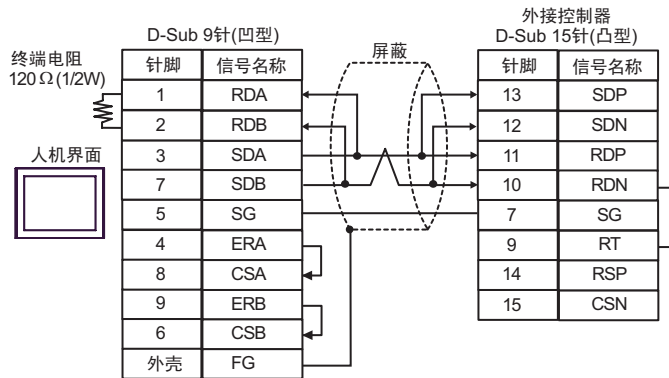 外接控制器
D-Sub 9针(凹型)
D-Sub 15针(凸型)
屏蔽
终端电阻
120Ω(1/2W)
人机界面
针脚 信号名称
1 RDA
2 RDB
3 SDA
7 SDB
5 SG
4 ERA
8 CSA
9 ERB
6 CSB
外壳 FG
针脚 信号名称
13 SDP
12 SDN
11 RDP
10 RDN
7 SG
9 RT
14 RSP
15 CSN